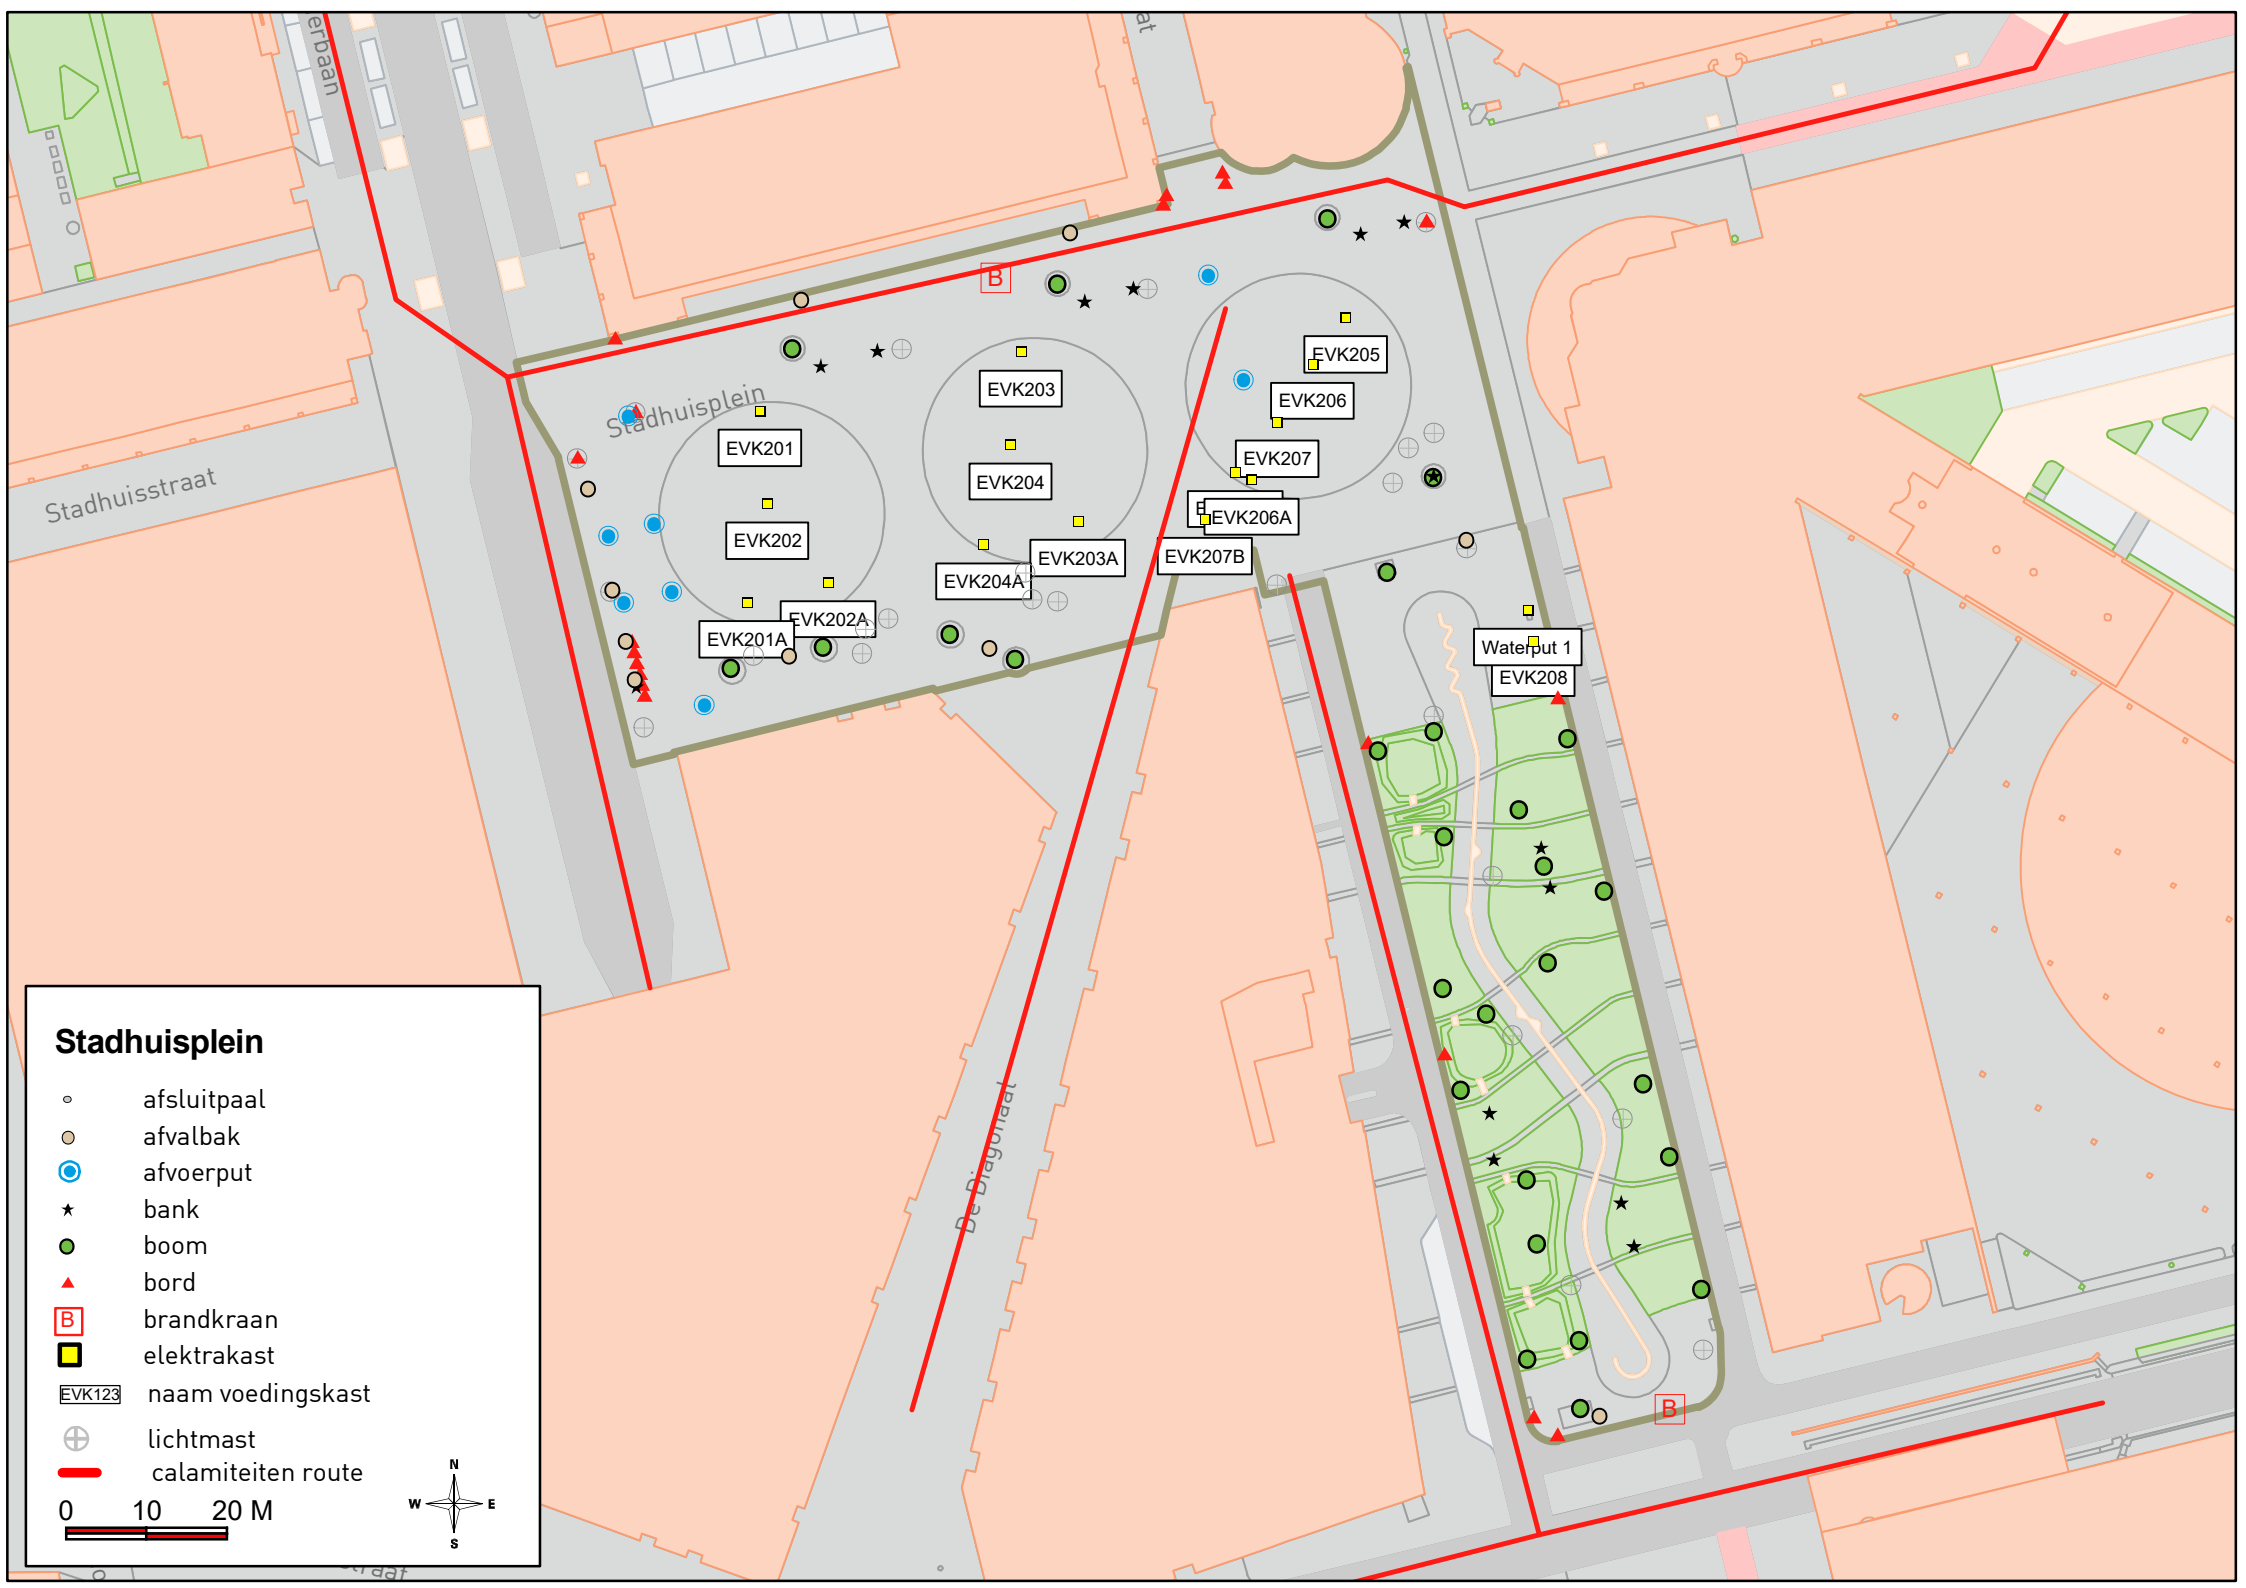 erbaan
at
B
EVK205
EVK203
EVK206
Stadhuisplein
EVK201
EVK207
EVK204
Stadhuisstraat
E
EVK206A
EVK202
EVK203A
EVK207B
EVK204A
EVK202A
EVK201A
Waterput 1
EVK208
De Diagonaal
B
Stadhuisplein
afsluitpaal
afvalbak
afvoerput
bank
boom
bord
B brandkraan
elektrakast
EVK123 naam voedingskast
lichtmast
calamiteiten route
0 10 20 M
N
W E
S
straat